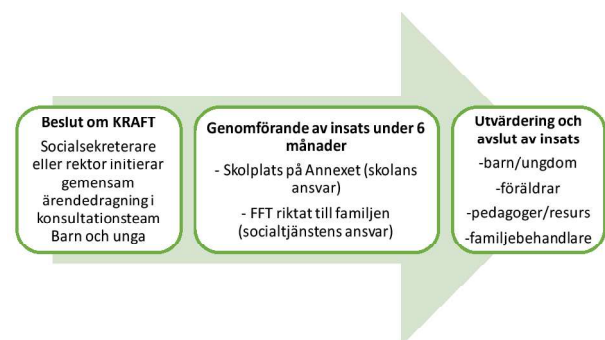 Beslut om KRAFT
Socialsekreterare
eller rektor initierar
gemensam
ärendedragning i
konsultationsteam
Barn och unga
Genomförande av insats under 6
månader
- Skolplats på Annexet (skolans
ansvar)
- FFT riktat till familjen
(socialtjänstens ansvar)
Utvärdering och
avslut av insats
-barn/ungdom
-föräldrar
-pedagoger/resurs
-familjebehandlare